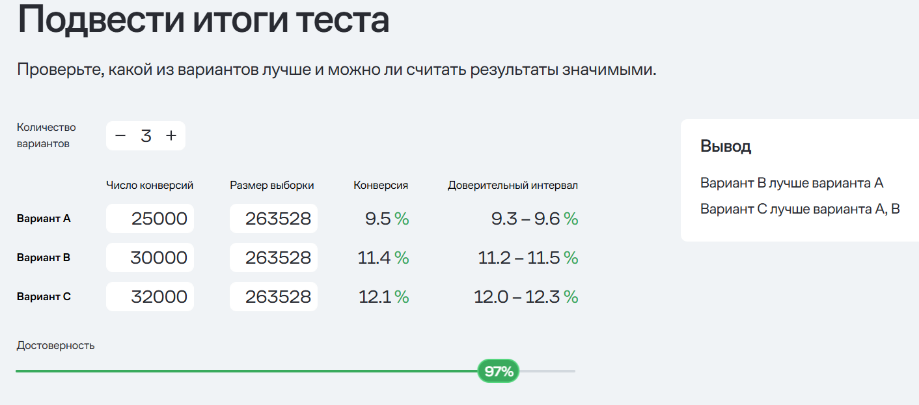 Подвести итоги теста
Проверьте, какой из вариантов лучше и можно ли считать результаты значимыми.
Количество
вариантов
− 3 +
Число конверсий Размер выборки Конверсия Доверительный интервал
Вариант A 25000 263528 9.5 % 9.3 – 9.6 %
Вариант B 30000 263528 11.4 % 11.2 – 11.5 %
Вариант C 32000 263528 12.1 % 12.0 – 12.3 %
Достоверность
97%
Вывод
Вариант B лучше варианта A
Вариант C лучше варианта A, B